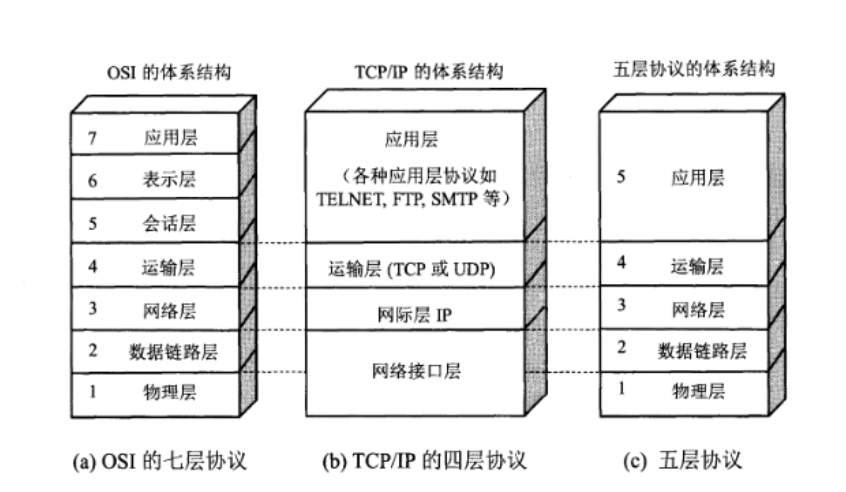 OSI 的体系结构
7 应用层
6 表示层
5 会话层
4 运输层
3 网络层
2 数据链路层
1 物理层
(a) OSI 的七层协议
TCP/IP 的体系结构
应用层
（各种应用层协议如
TELNET, FTP, SMTP 等）
运输层 (TCP 或 UDP)
网际层 IP
网络接口层
(b) TCP/IP 的四层协议
五层协议的体系结构
5 应用层
4 运输层
3 网络层
2 数据链路层
1 物理层
(c) 五层协议